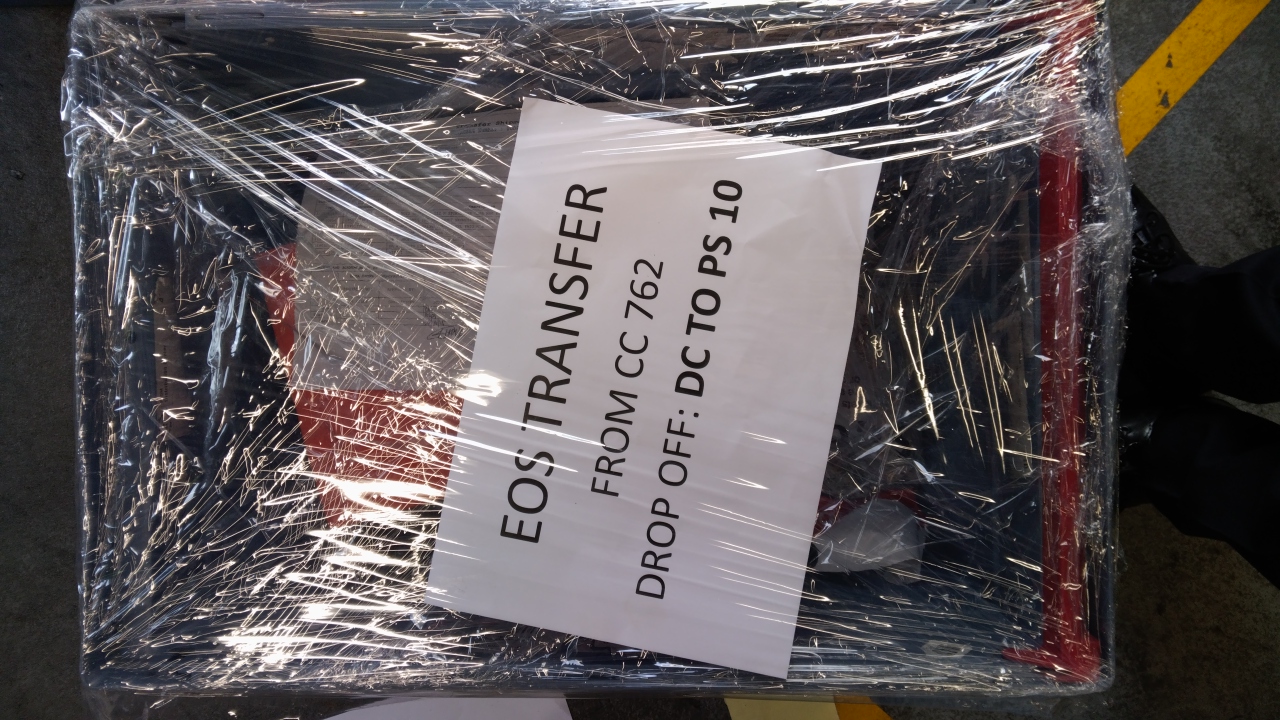 EOS TRANSFER
FROM CC 762
DROP OFF: DC TO PS 10